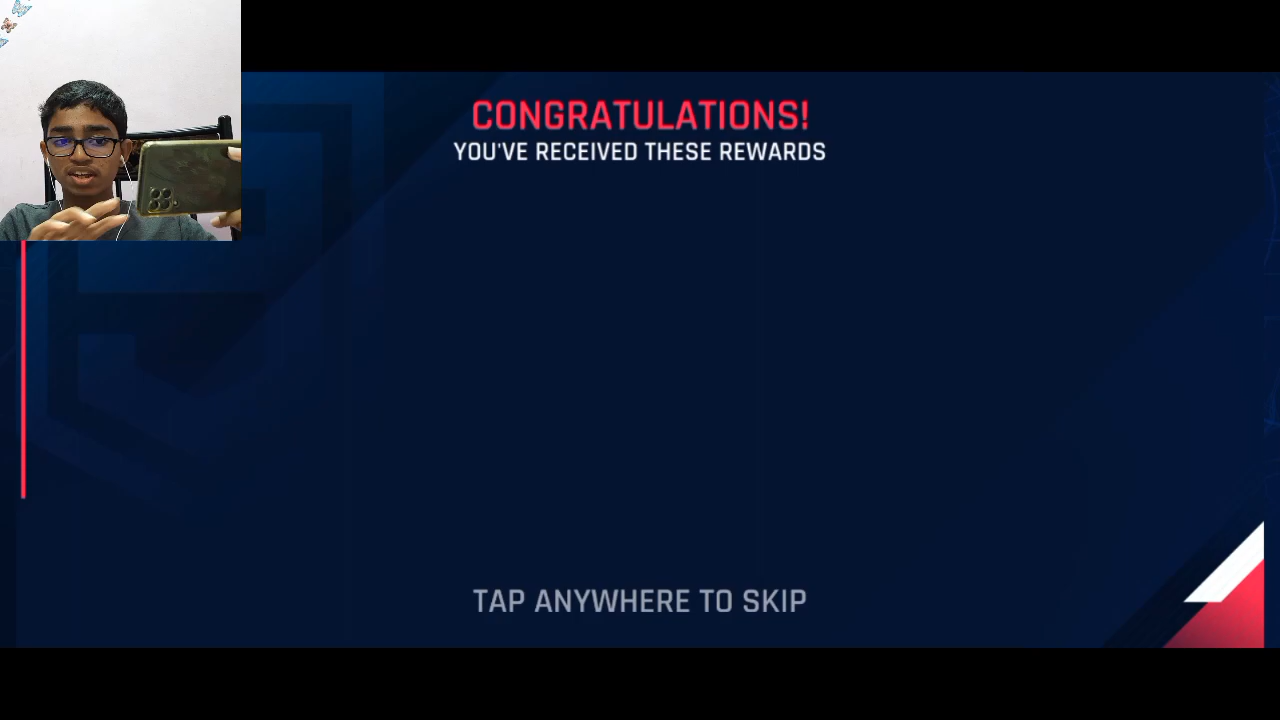 CONGRATULATIONS!
YOU'VE RECEIVED THESE REWARDS
TAP ANYWHERE TO SKIP